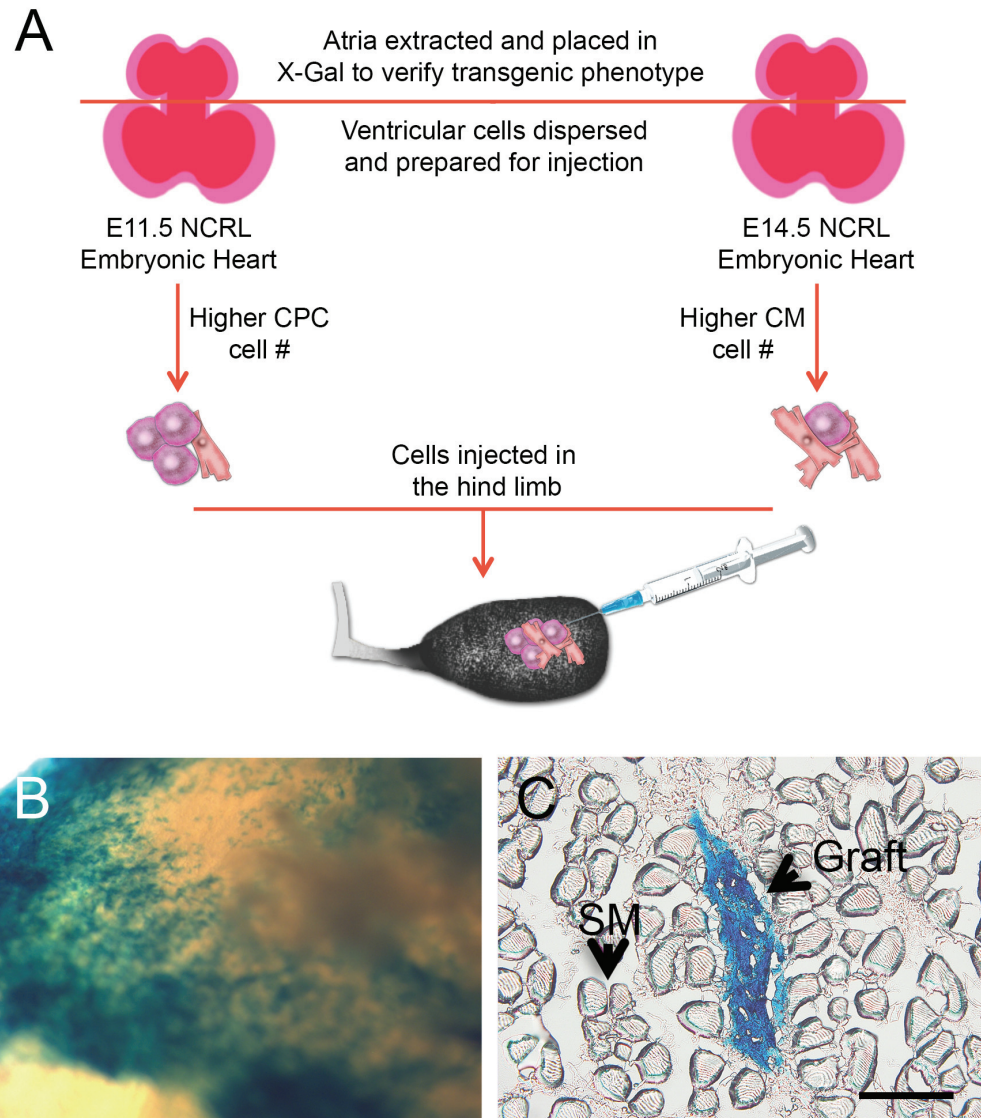 A
Atria extracted and placed in
X-Gal to verify transgenic phenotype
Ventricular cells dispersed
and prepared for injection
E11.5 NCRL
Embryonic Heart
E14.5 NCRL
Embryonic Heart
Higher CPC
cell #
Higher CM
cell #
Cells injected in
the hind limb
B
C
Graft
SM